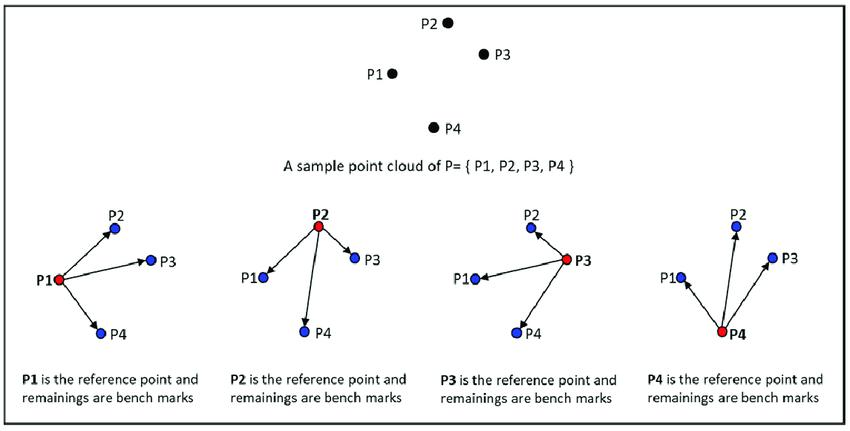 P2
P3
P1
P4
A sample point cloud of P= { P1, P2, P3, P4 }
P2
P1
P3
P4
P1 is the reference point and
remainings are bench marks
P2
P1
P3
P4
P2 is the reference point and
remainings are bench marks
P2
P3
P1
P4
P3 is the reference point and
remainings are bench marks
P2
P3
P1
P4
P4 is the reference point and
remainings are bench marks